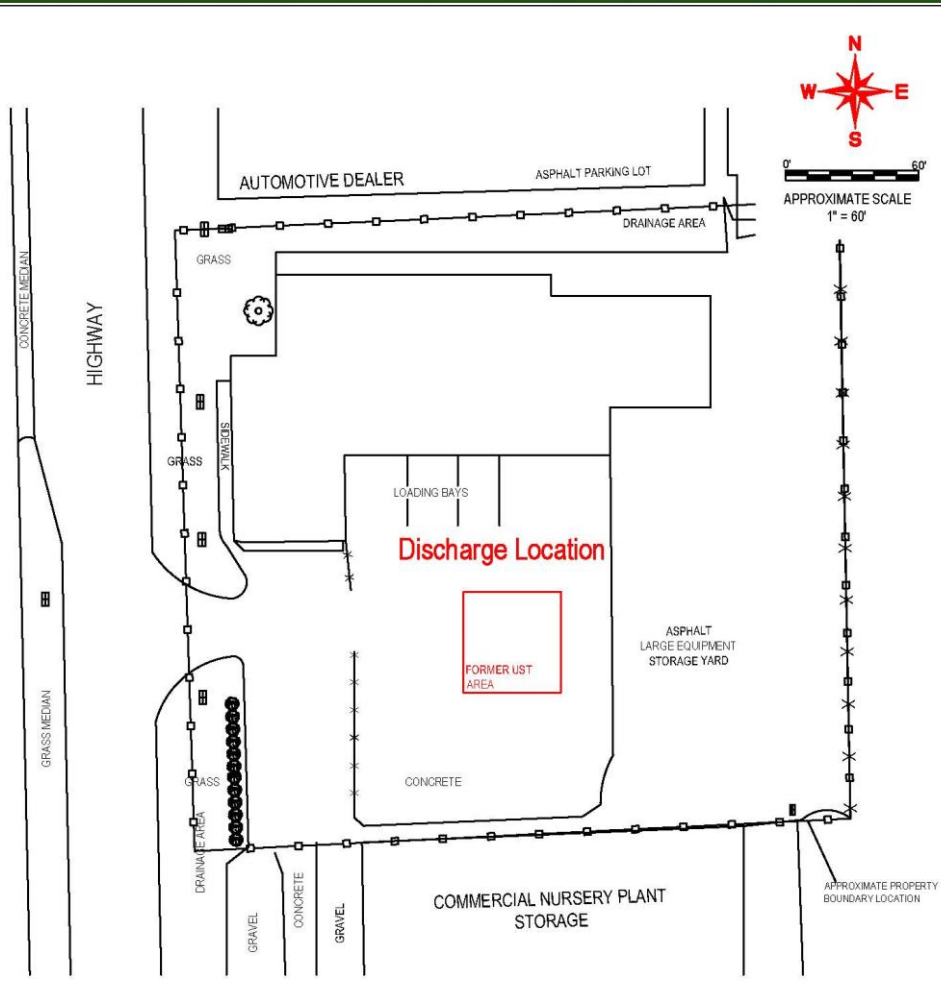 N
W
E
S
0'
60'
APPROXIMATE SCALE
1" = 60'
AUTOMOTIVE DEALER
ASPHALT PARKING LOT
DRAINAGE AREA
GRASS
CONCRETE MEDIAN
HIGHWAY
SIDEWALK
GRASS
LOADING BAYS
Discharge Location
FORMER UST
AREA
ASPHALT
LARGE EQUIPMENT
STORAGE YARD
GRASS MEDIAN
GRASS
CONCRETE
DRAINAGE AREA
GRAVEL
CONCRETE
GRAVEL
COMMERCIAL NURSERY PLANT
STORAGE
APPROXIMATE PROPERTY
BOUNDARY LOCATION